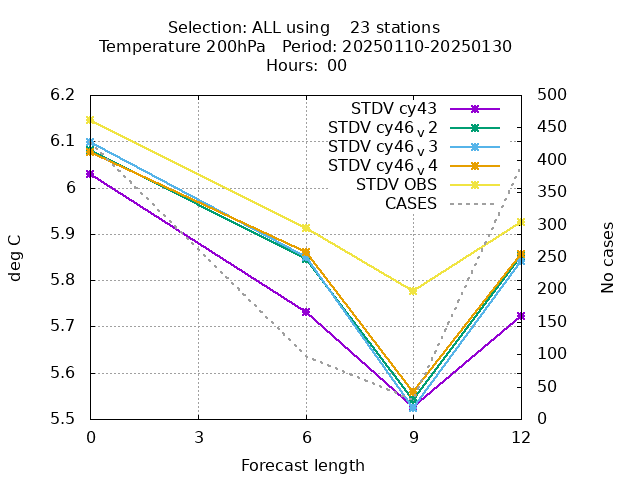 Selection: ALL using    23 stations
Temperature 200hPa   Period: 20250110-20250130
Hours:  00
6.2
6.1
6
5.9
5.8
5.7
5.6
5.5
deg C
500
450
400
350
300
250
200
150
100
50
0
No cases
STDV cy43
STDV cy46 v 2
STDV cy46 v 3
STDV cy46 v 4
STDV OBS
CASES
0 3 6 9 12
Forecast length